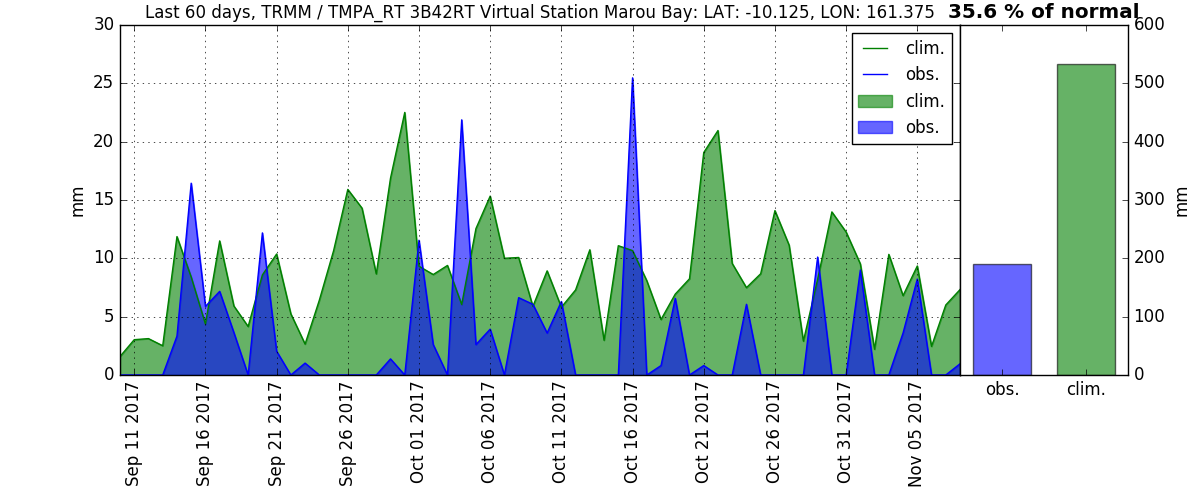 Last 60 days, TRMM / TMPA_RT 3B42RT Virtual Station Marou Bay: LAT: -10.125, LON: 161.375
35.6 % of normal
30
25
20
15
10
5
0
mm
clim.
obs.
clim.
obs.
600
500
400
300
200
100
0
mm
obs.
clim.
Sep 11 2017
Sep 16 2017
Sep 21 2017
Sep 26 2017
Oct 01 2017
Oct 06 2017
Oct 11 2017
Oct 16 2017
Oct 21 2017
Oct 26 2017
Oct 31 2017
Nov 05 2017